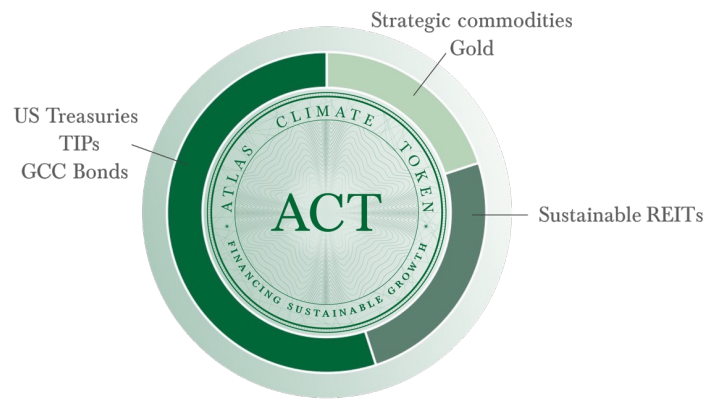 Strategic commodities
Gold
US Treasuries
TIPs
GCC Bonds
Sustainable REITs
ATLAS CLIMATE TOKEN
ACT
• FINANCING SUSTAINABLE GROWTH •